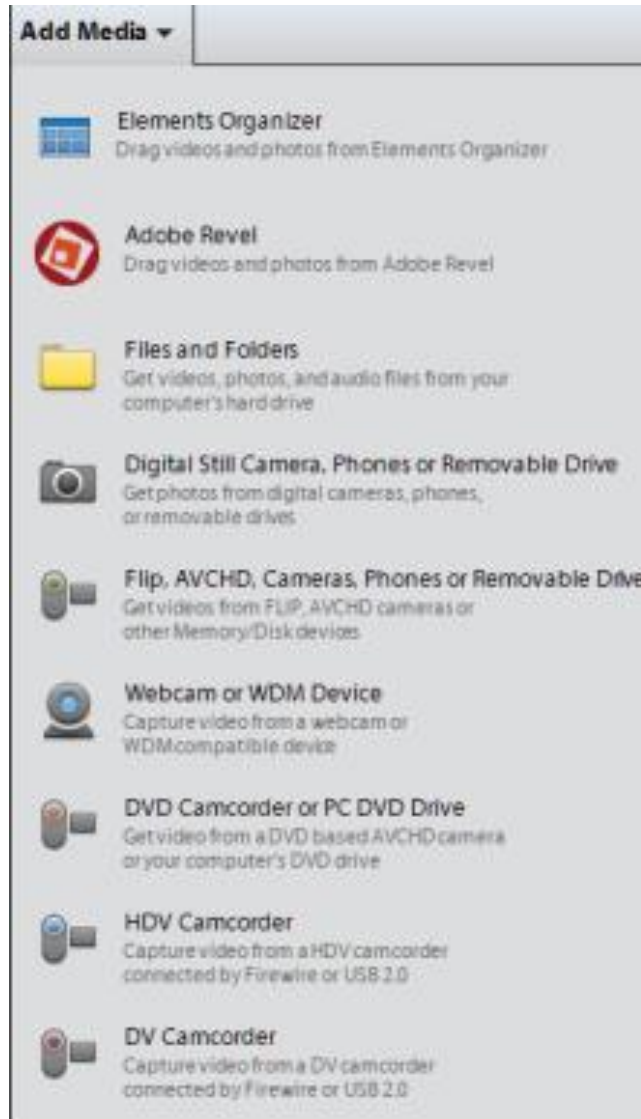 Add Media
Elements Organizer
Drag videos and photos from Elements Organizer
Adobe Revel
Drag videos and photos from Adobe Revel
Files and Folders
Get videos, photos, and audio files from your
computer's hard drive
Digital Still Camera, Phones or Removable Drive
Get photos from digital cameras, phones,
or removable drives
Flip, AVCHD, Cameras, Phones or Removable Drive
Get videos from FLIP, AVCHD cameras or
other Memory/Disk devices
Webcam or WDM Device
Capture video from a webcam or
WDM compatible device
DVD Camcorder or PC DVD Drive
Get video from a DVD based AVCHD camera
or your computer's DVD drive
HDV Camcorder
Capture video from a HDV camcorder
connected by Firewire or USB 2.0
DV Camcorder
Capture video from a DV camcorder
connected by Firewire or USB 2.0